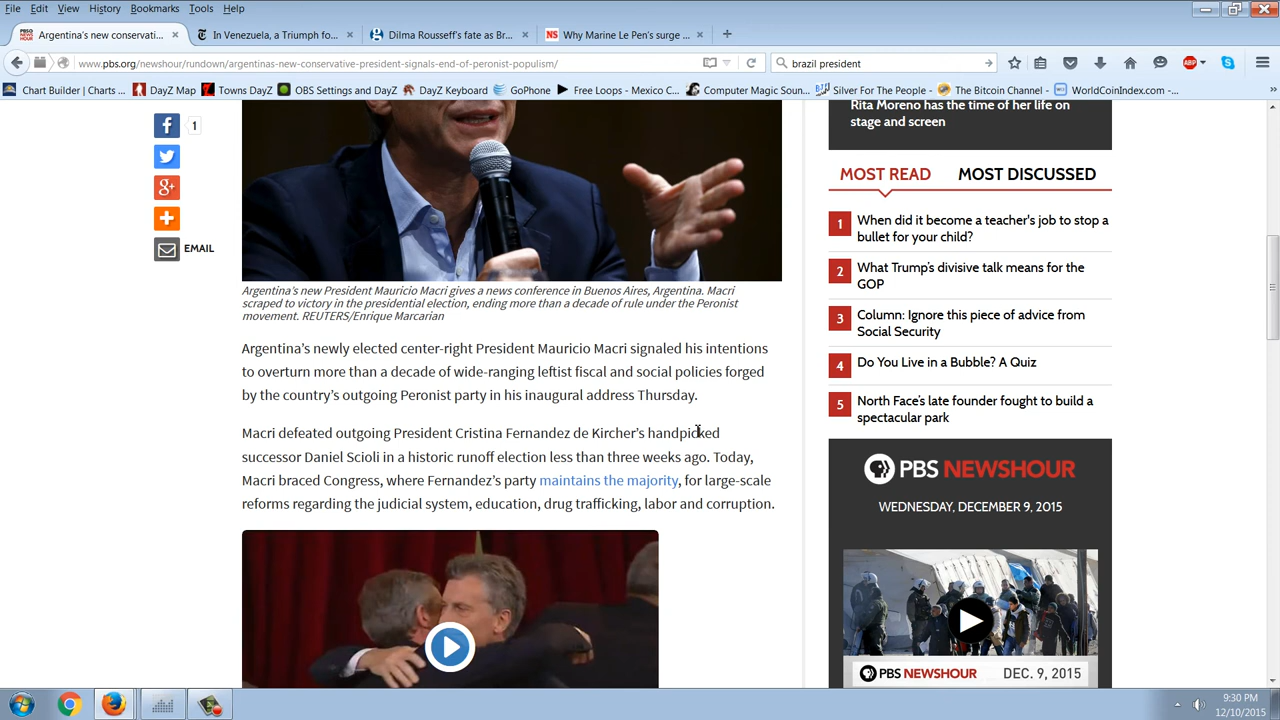 File Edit View History Bookmarks Tools Help
Argentina's new conservati... × In Venezuela, a Triumph fo... × Dilma Rousseff's fate as Br... × NS Why Marine Le Pen's surge ... ×
www.pbs.org/newshour/rundown/argentinas-new-conservative-president-signals-end-of-peronist-populism/ brazil president ABP
Chart Builder | Charts ... DayZ Map Towns DayZ OBS Settings and DayZ DayZ Keyboard GoPhone Free Loops - Mexico C... Computer Magic Soun... Silver For The People - ... The Bitcoin Channel - ... WorldCoinIndex.com - ...
1
EMAIL
Argentina's new President Mauricio Macri gives a news conference in Buenos Aires, Argentina. Macri
scraped to victory in the presidential election, ending more than a decade of rule under the Peronist
movement. REUTERS/Enrique Marcarian
Argentina's newly elected center-right President Mauricio Macri signaled his intentions
to overturn more than a decade of wide-ranging leftist fiscal and social policies forged
by the country's outgoing Peronist party in his inaugural address Thursday.
Macri defeated outgoing President Cristina Fernandez de Kircher's handpicked
successor Daniel Scioli in a historic runoff election less than three weeks ago. Today,
Macri braced Congress, where Fernandez's party maintains the majority, for large-scale
reforms regarding the judicial system, education, drug trafficking, labor and corruption.
Rita Moreno has the time of her life on
stage and screen
MOST READ MOST DISCUSSED
1 When did it become a teacher's job to stop a
bullet for your child?
2 What Trump's divisive talk means for the
GOP
3 Column: Ignore this piece of advice from
Social Security
4 Do You Live in a Bubble? A Quiz
5 North Face's late founder fought to build a
spectacular park
PBS NEWSHOUR
WEDNESDAY, DECEMBER 9, 2015
PBS NEWSHOUR DEC. 9, 2015
9:30 PM
12/10/2015